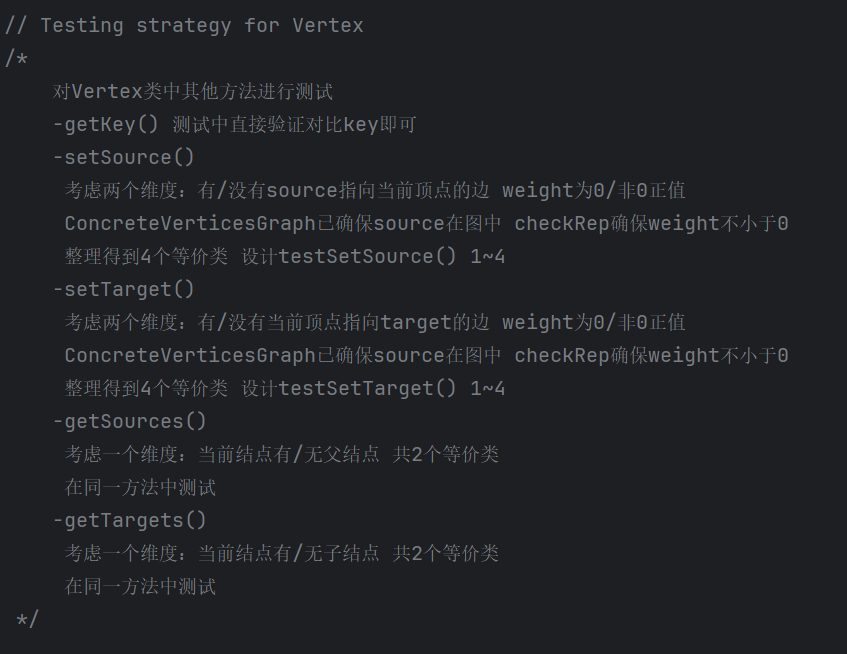 // Testing strategy for Vertex
/*
对Vertex类中其他方法进行测试
-getKey() 测试中直接验证对比key即可
-setSource()
考虑两个维度：有/没有source指向当前顶点的边 weight为0/非0正值
ConcreteVerticesGraph已确保source在图中 checkRep确保weight不小于0
整理得到4个等价类 设计testSetSource() 1~4
-setTarget()
考虑两个维度：有/没有当前顶点指向target的边 weight为0/非0正值
ConcreteVerticesGraph已确保source在图中 checkRep确保weight不小于0
整理得到4个等价类 设计testSetTarget() 1~4
-getSources()
考虑一个维度：当前结点有/无父结点 共2个等价类
在同一方法中测试
-getTargets()
考虑一个维度：当前结点有/无子结点 共2个等价类
在同一方法中测试
*/